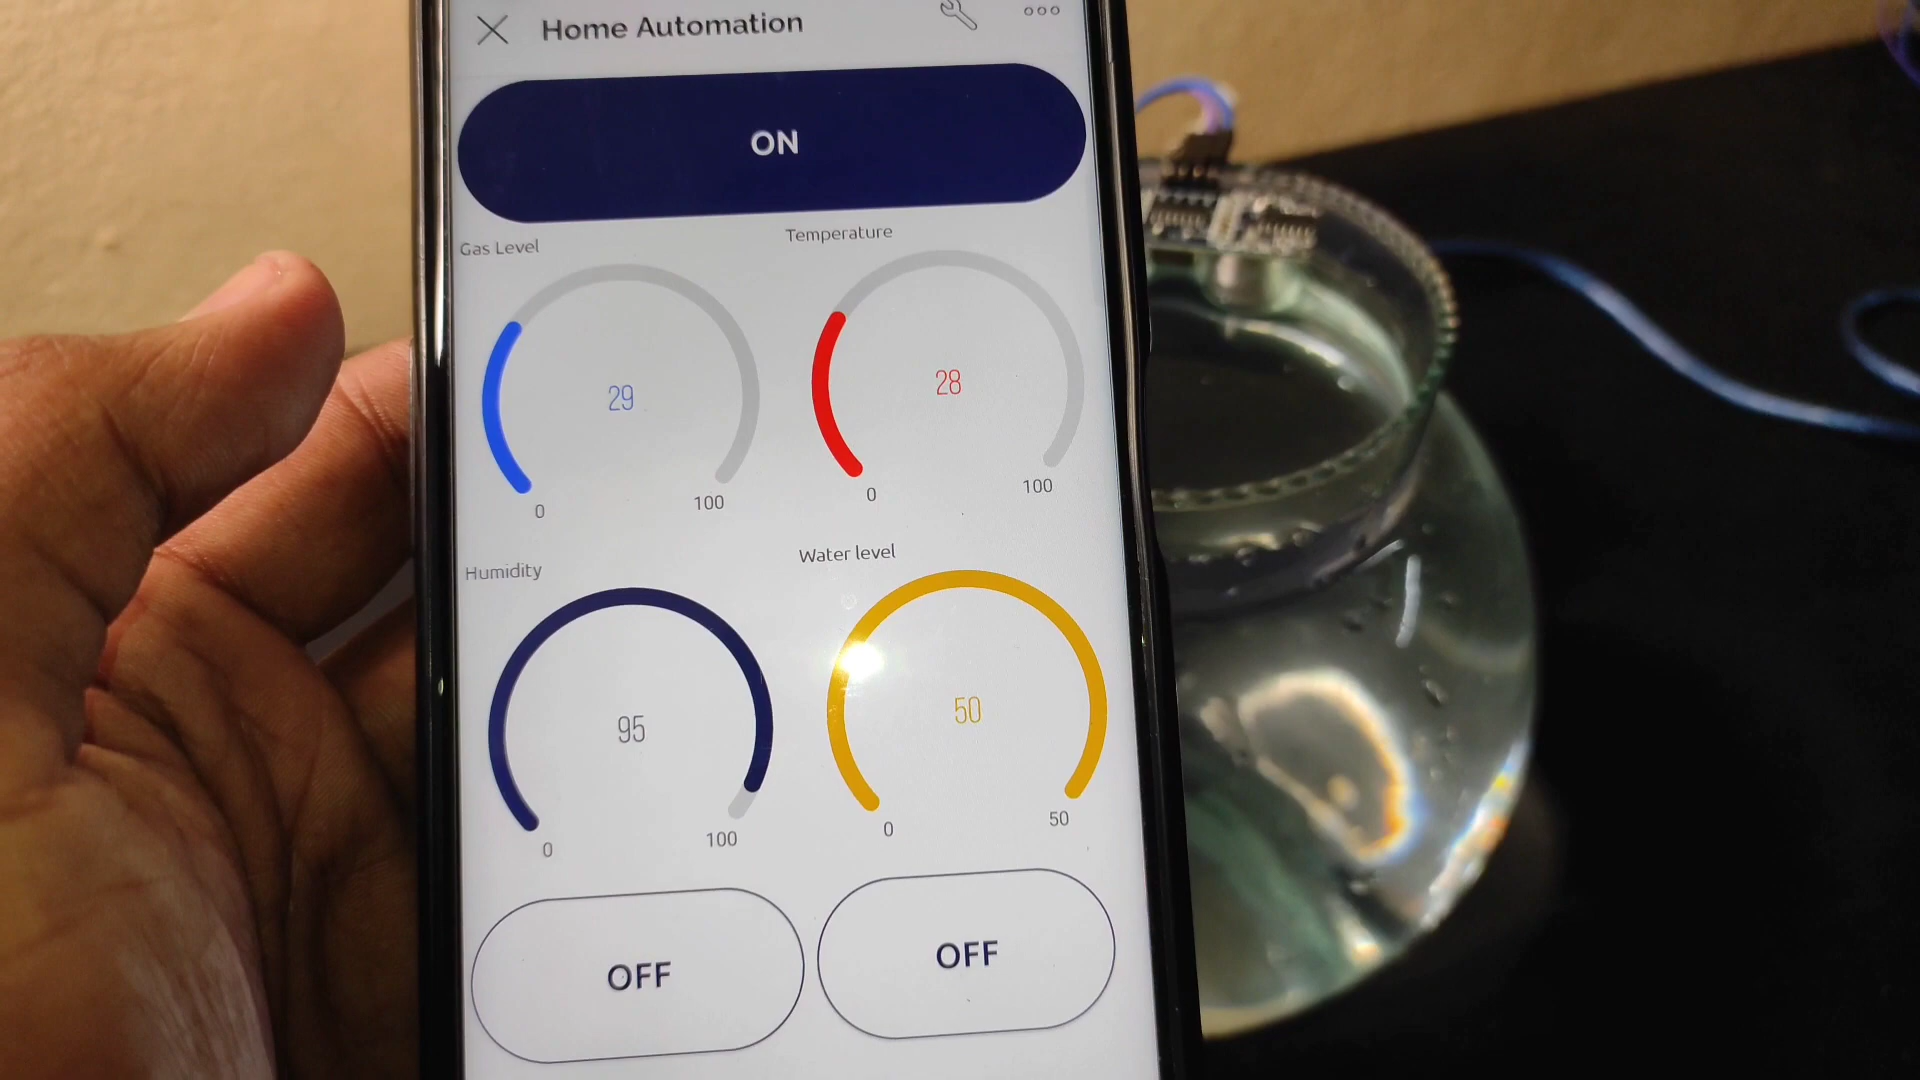 Home Automation
ON
Gas Level
Temperature
29
28
0
100
0
100
Humidity
Water level
95
50
0
100
0
50
OFF
OFF